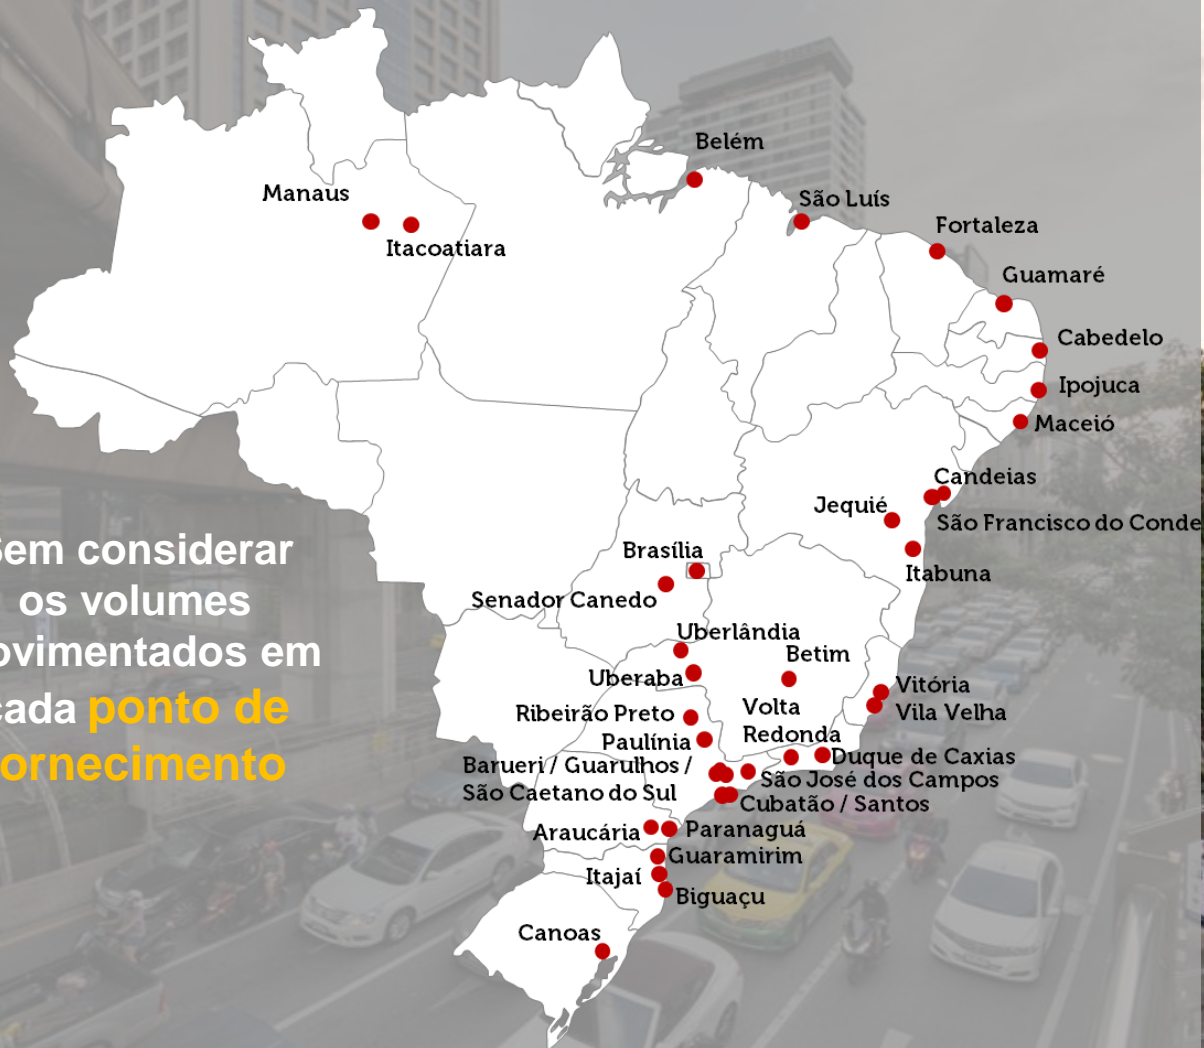 Belém
Manaus
São Luís
Fortaleza
Itacoatiara
Guamaré
Cabedelo
Ipojuca
Maceió
Candeias
Jequié
São Francisco do Conde
Brasília
Itabuna
Senador Canedo
Uberlândia
Betim
Uberaba
Vitória
Vila Velha
Ribeirão Preto
Volta
Redonda
Paulínia
Duque de Caxias
Barueri / Guarulhos /
São Caetano do Sul
São José dos Campos
Cubatão / Santos
Araucária
Paranaguá
Guaramirim
Itajaí
Biguaçu
Canoas
em considerar
os volumes
ovimentados em
cada ponto de
ornecimento